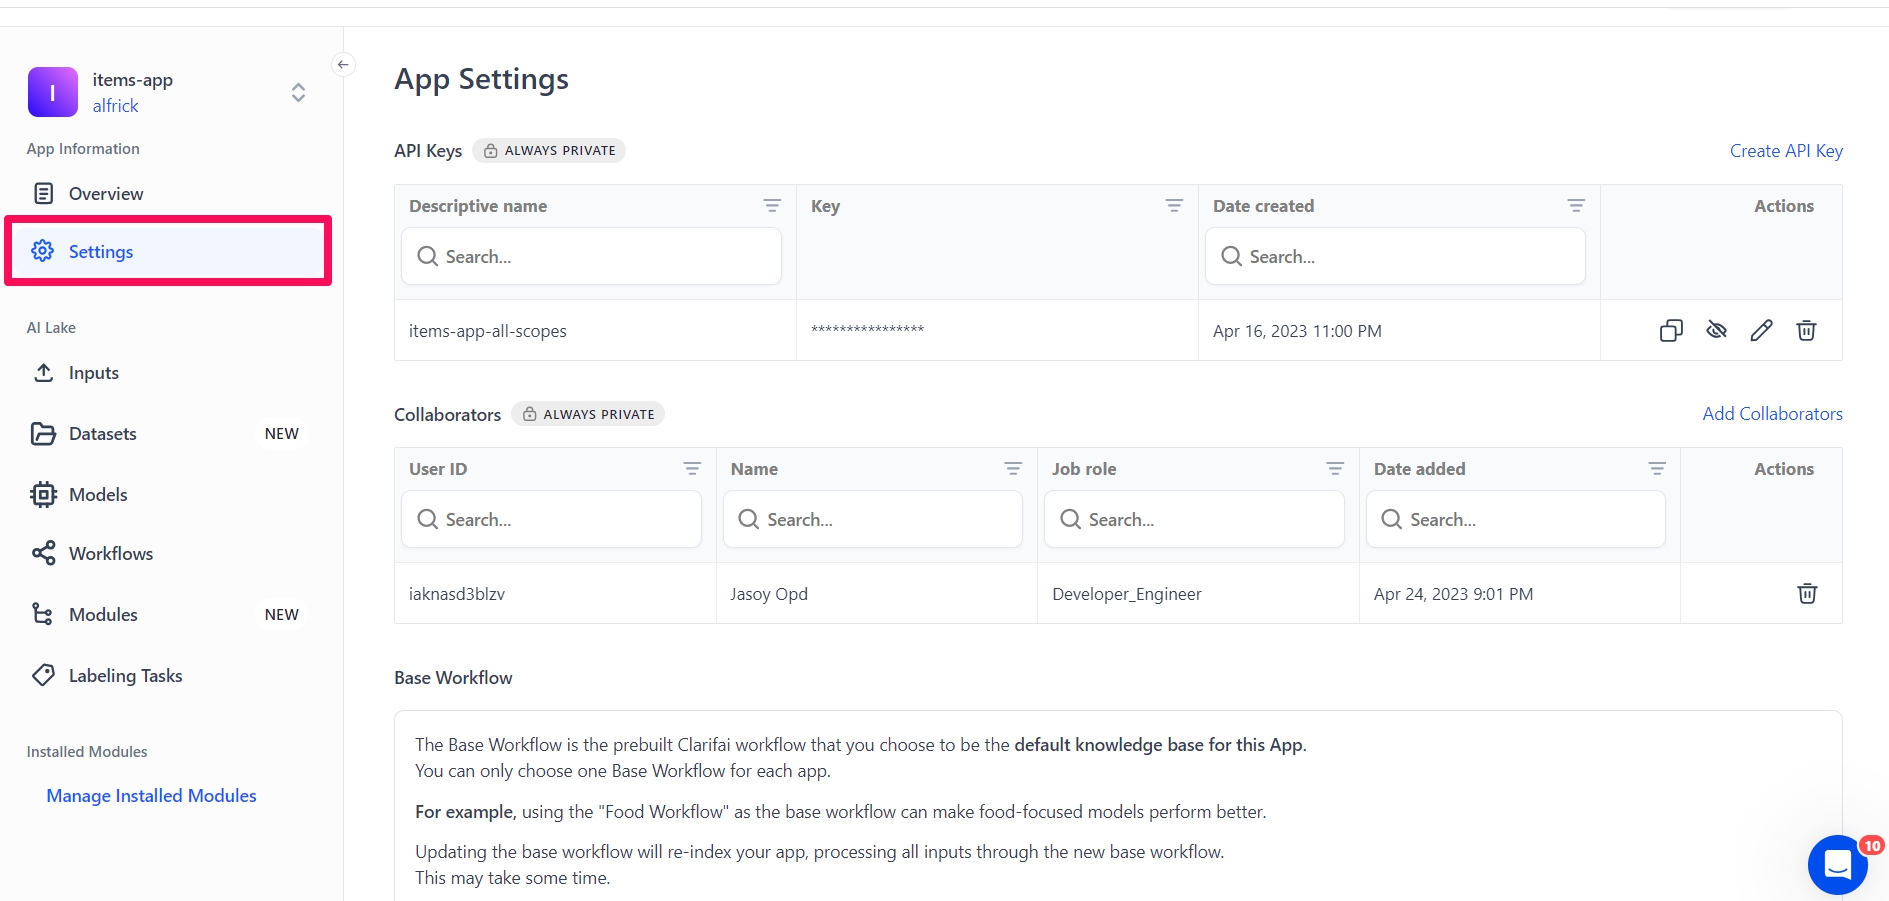 I
items-app
alfrick
App Information
Overview
Settings
AI Lake
Inputs
Datasets NEW
Models
Workflows
Modules NEW
Labeling Tasks
Installed Modules
Manage Installed Modules
App Settings
API Keys ALWAYS PRIVATE Create API Key
Descriptive name Key Date created Actions
Search... Search...
items-app-all-scopes **************** Apr 16, 2023 11:00 PM
Collaborators ALWAYS PRIVATE Add Collaborators
User ID Name Job role Date added Actions
Search... Search... Search... Search...
iaknasd3blzv Jasoy Opd Developer_Engineer Apr 24, 2023 9:01 PM
Base Workflow
The Base Workflow is the prebuilt Clarifai workflow that you choose to be the default knowledge base for this App.
You can only choose one Base Workflow for each app.
For example, using the "Food Workflow" as the base workflow can make food-focused models perform better.
Updating the base workflow will re-index your app, processing all inputs through the new base workflow.
This may take some time.
10